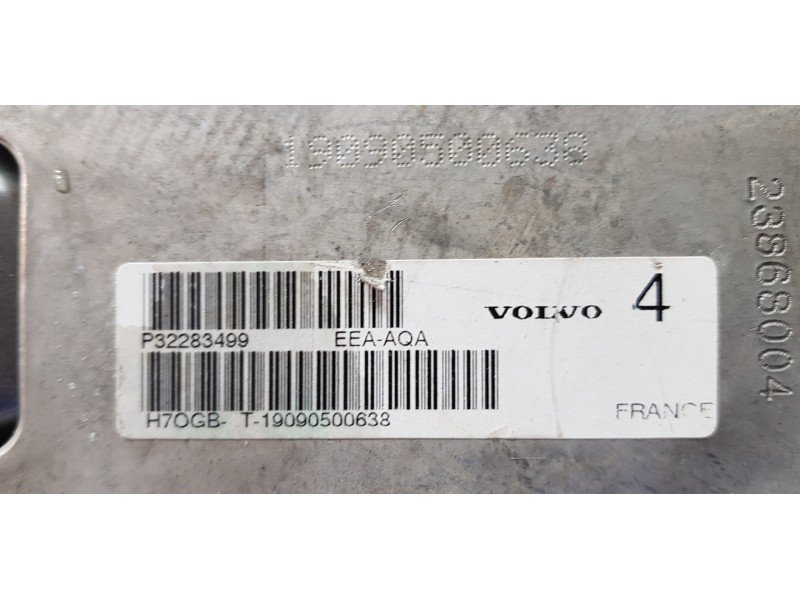 19090500638
23868004
VOLVO 4
P32283499 EEA-AQA
H7OGB- T-19090500638
FRANCE